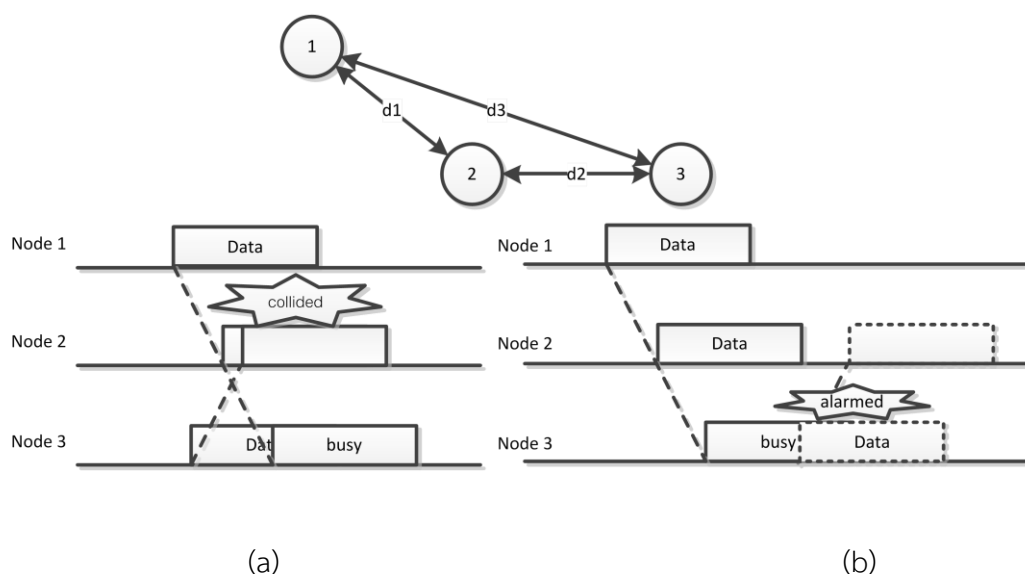 1
d1
d3
2
d2
3
Node 1
Data
collided
Node 2
Node 3
Dat
busy
(a)
Node 1
Data
Node 2
Data
alarmed
Node 3
busy
Data
(b)